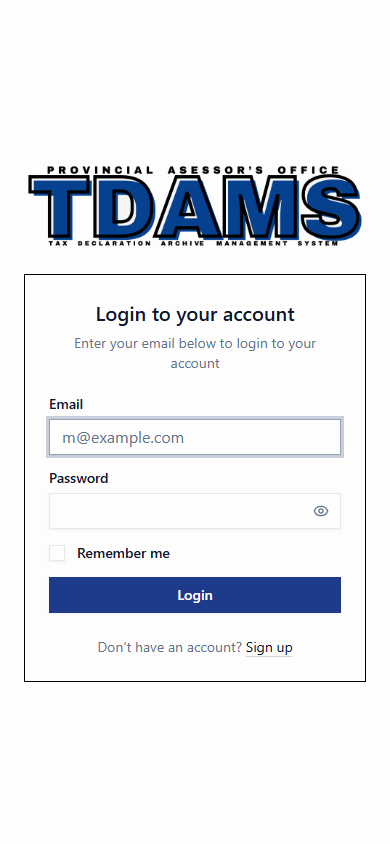 PROVINCIAL ASESSOR'S OFFICE
TDAMS
TAX DECLARATION ARCHIVE MANAGEMENT SYSTEM
Login to your account
Enter your email below to login to your
account
Email
m@example.com
Password
Remember me
Login
Don't have an account? Sign up